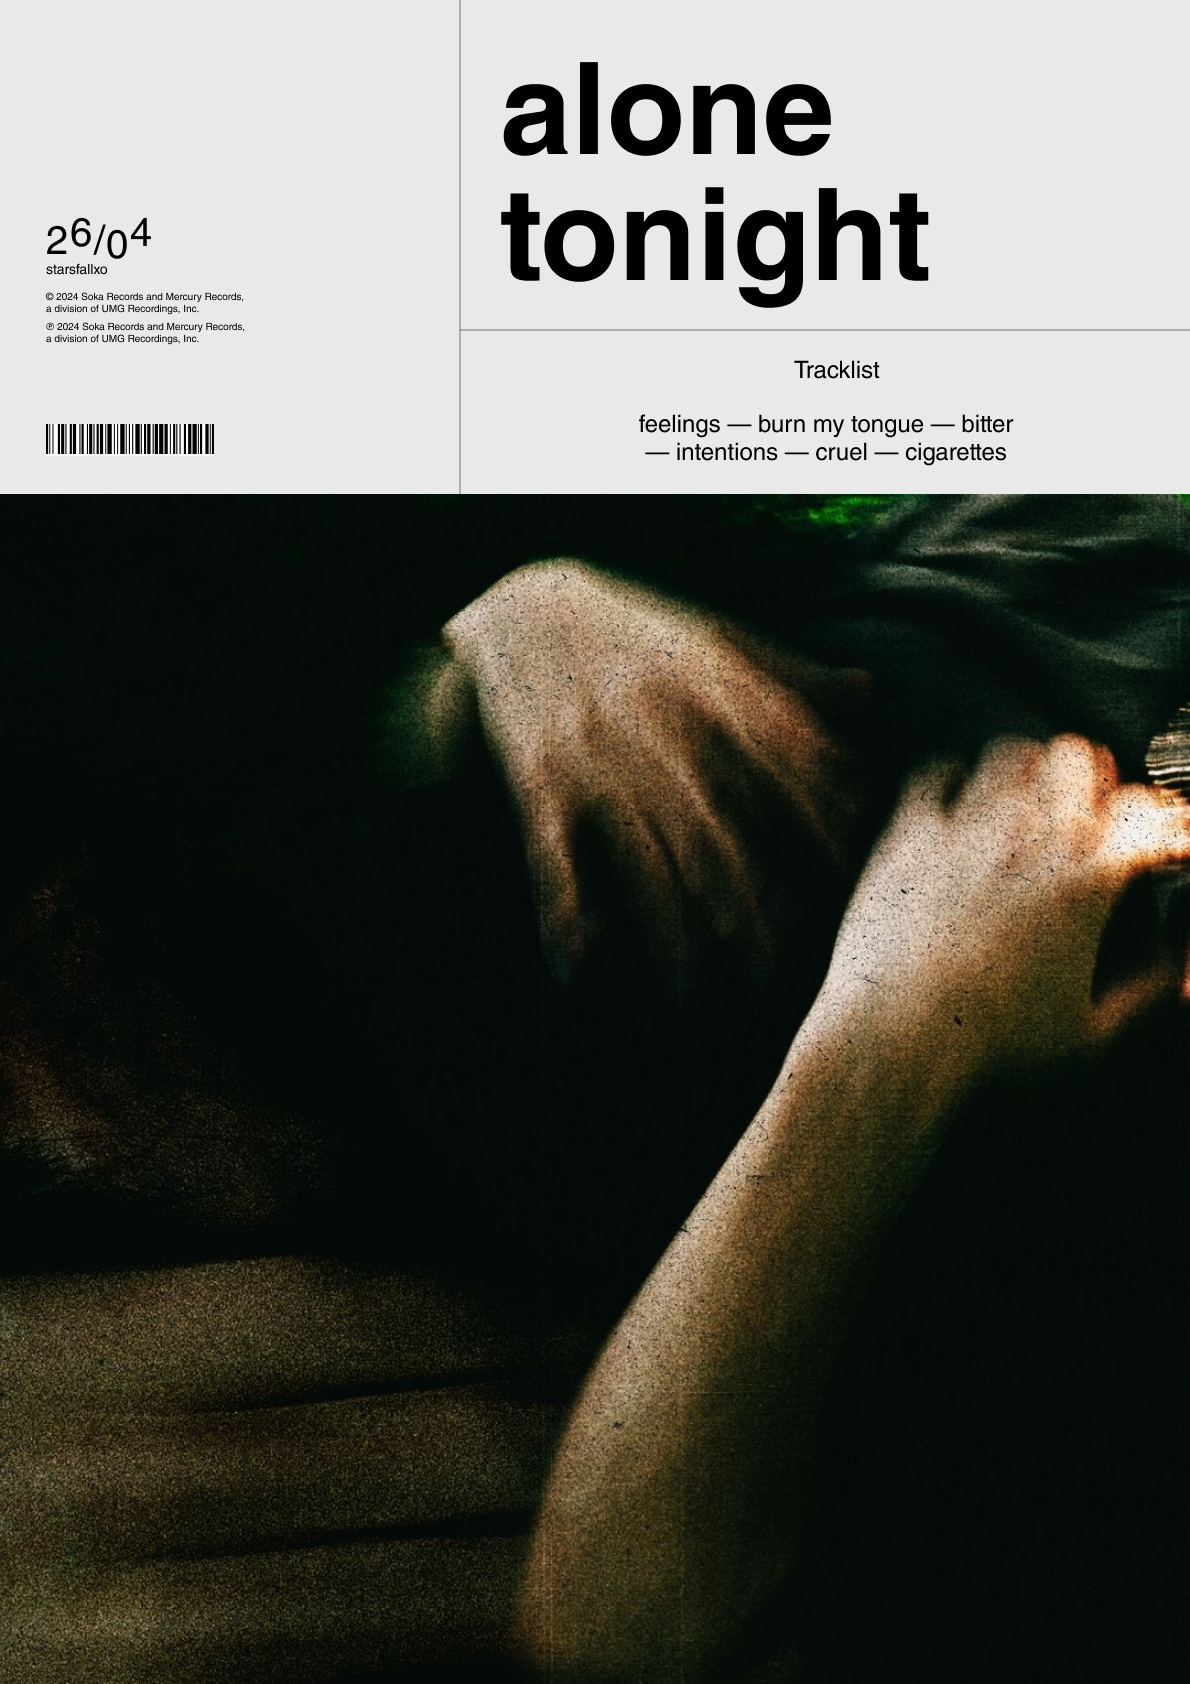 alone
tonight
26/04
starsfallxo
© 2024 Soka Records and Mercury Records,
a division of UMG Recordings, Inc.
℗ 2024 Soka Records and Mercury Records,
a division of UMG Recordings, Inc.
Tracklist
feelings — burn my tongue — bitter
— intentions — cruel — cigarettes